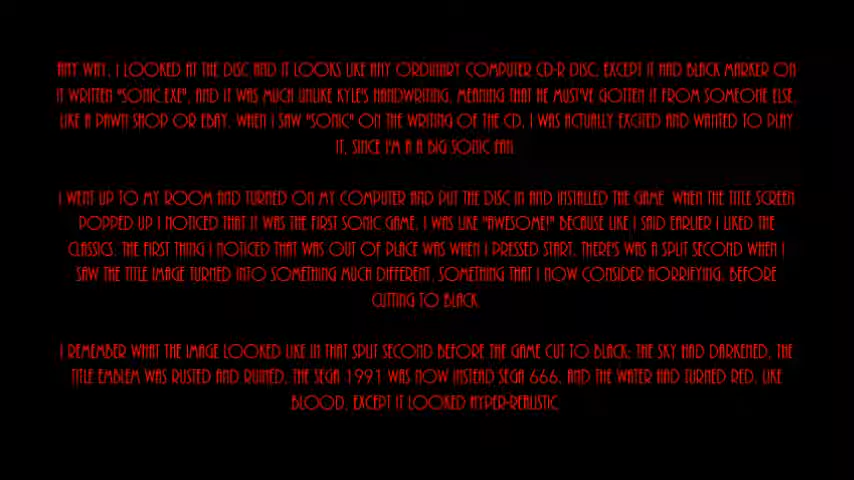 ANY WAY, I LOOKED AT THE DISC AND IT LOOKS LIKE ANY ORDINARY COMPUTER CD-R DISC, EXCEPT IT HAD BLACK MARKER ON
IT WRITTEN "SONIC.EXE", AND IT WAS MUCH UNLIKE KYLE'S HANDWRITING, MEANING THAT HE MUST'VE GOTTEN IT FROM SOMEONE ELSE,
LIKE A PAWN SHOP OR EBAY. WHEN I SAW "SONIC" ON THE WRITING OF THE CD, I WAS ACTUALLY EXCITED AND WANTED TO PLAY
IT, SINCE I'M A A BIG SONIC FAN
I WENT UP TO MY ROOM AND TURNED ON MY COMPUTER AND PUT THE DISC IN AND INSTALLED THE GAME WHEN THE TITLE SCREEN
POPPED UP I NOTICED THAT IT WAS THE FIRST SONIC GAME, I WAS LIKE "AWESOME!" BECAUSE LIKE I SAID EARLIER I LIKED THE
CLASSICS. THE FIRST THING I NOTICED THAT WAS OUT OF PLACE WAS WHEN I PRESSED START, THERE'S WAS A SPLIT SECOND WHEN I
SAW THE TITLE IMAGE TURNED INTO SOMETHING MUCH DIFFERENT, SOMETHING THAT I NOW CONSIDER HORRIFYING, BEFORE
CUTTING TO BLACK
I REMEMBER WHAT THE IMAGE LOOKED LIKE IN THAT SPLIT SECOND BEFORE THE GAME CUT TO BLACK; THE SKY HAD DARKENED, THE
TITLE EMBLEM WAS RUSTED AND RUINED, THE SEGA 1991 WAS NOW INSTEAD SEGA 666, AND THE WATER HAD TURNED RED, LIKE
BLOOD, EXCEPT IT LOOKED HYPER-REALISTIC